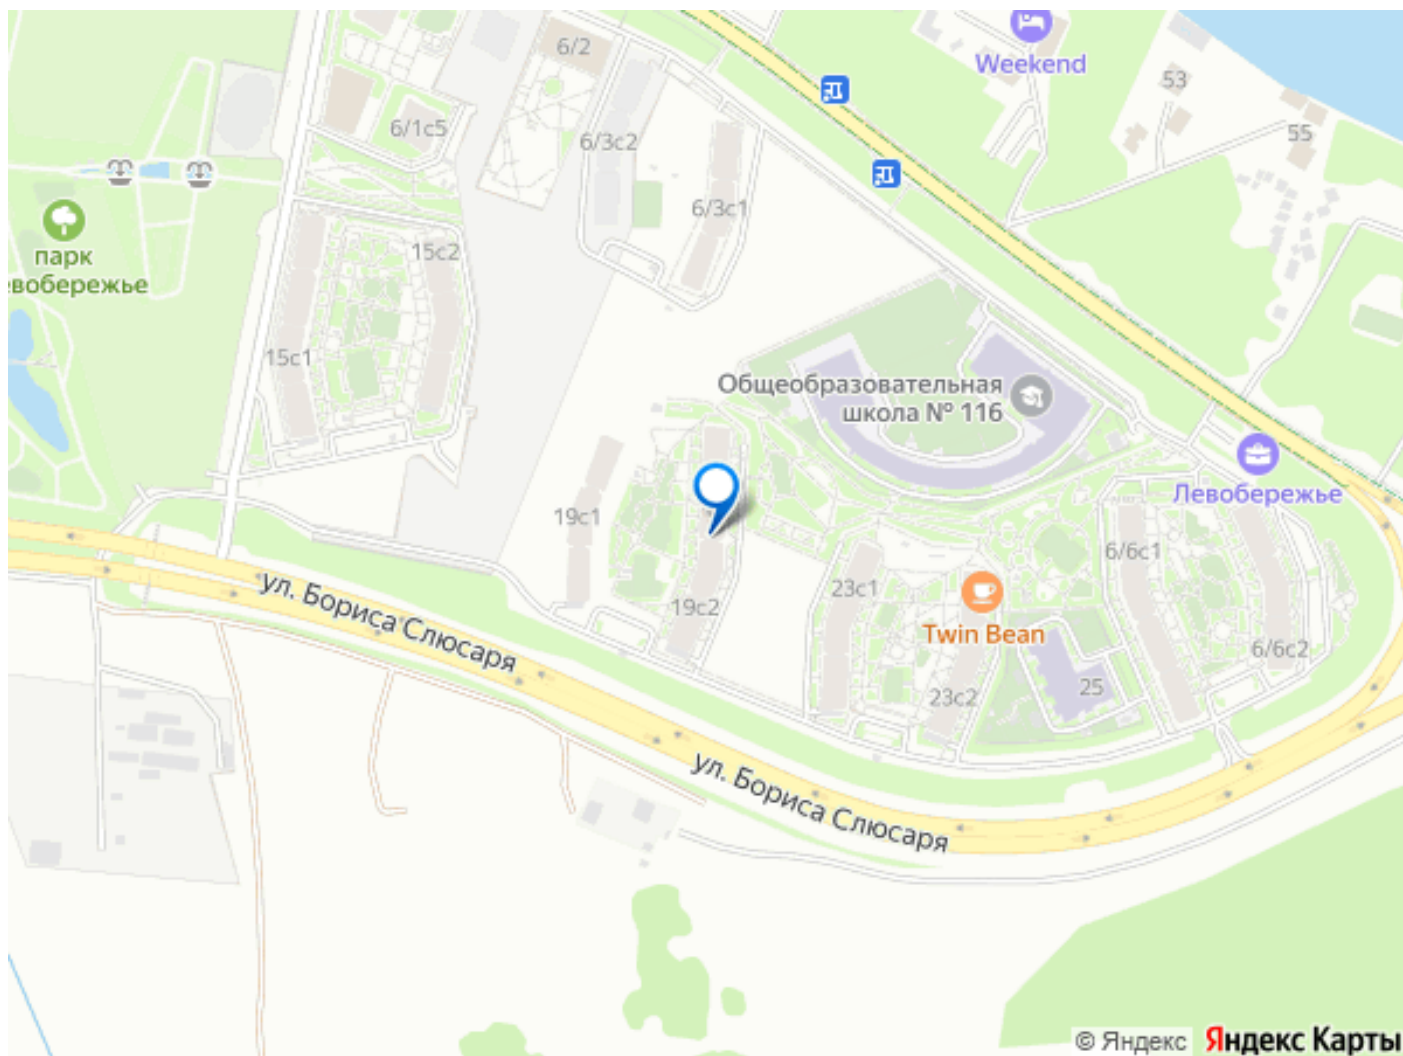 6/2
Weekend
53
55
6/1с5
6/3с2
6/3с1
парк
евобережье
15с2
15с1
Общеобразовательная
школа № 116
Левобережье
19с1
19с2
23с1
6/6с1
Twin Bean
6/6с2
25
23с2
ул. Бориса Слюсаря
ул. Бориса Слюсаря
© Яндекс Яндекс Карты